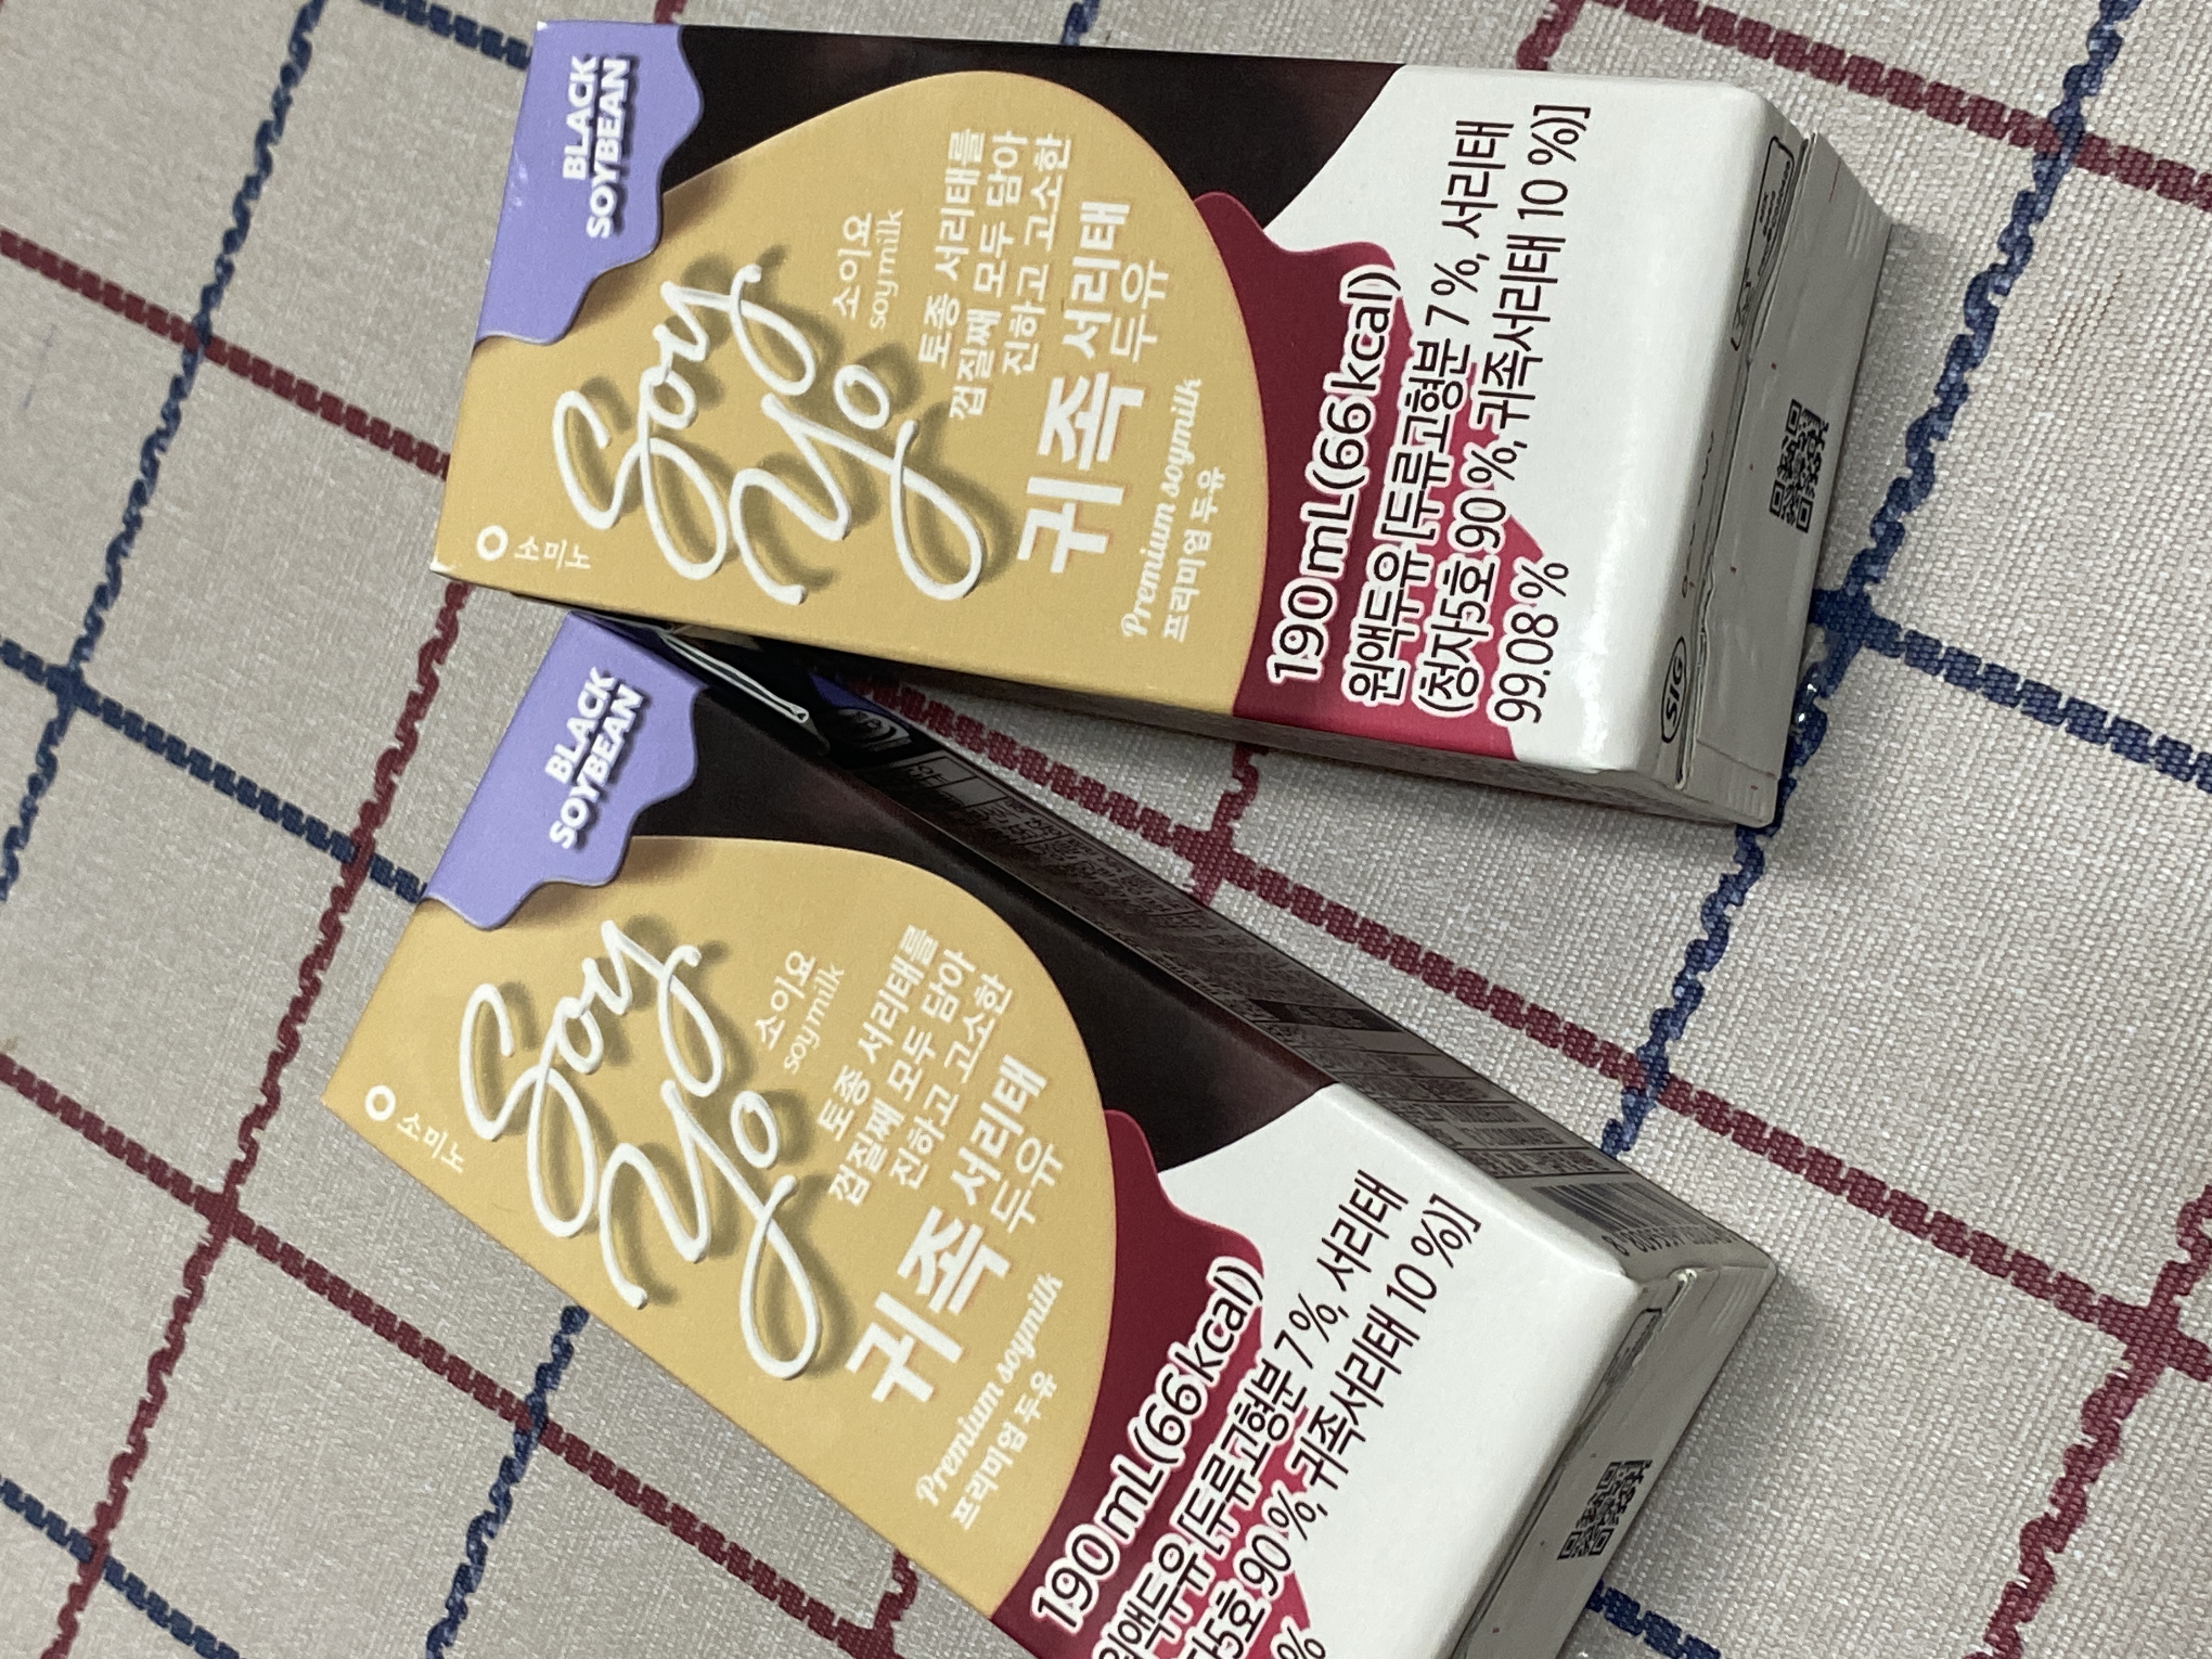 BLACK
SOYBEAN
소미노
Soy
Yo
소이요
soymilk
토종 서리태를
껍질째 모두 담아
진하고 고소한
귀족 서리태
두유
Premium soymilk
프리미엄 두유
190 mL(66 kcal)
원액두유 [두류고형분 7 %, 서리태
(청자5호 90 %, 귀족서리태 10 %)]
99.08 %
SIG
BLACK
SOYBEAN
소미노
Soy
Yo
소이요
soymilk
토종 서리태를
껍질째 모두 담아
진하고 고소한
귀족 서리태
두유
Premium soymilk
프리미엄 두유
190 mL(66 kcal)
원액두유 [두류고형분 7 %, 서리태
자5호 90 %, 귀족서리태 10 %)]
%